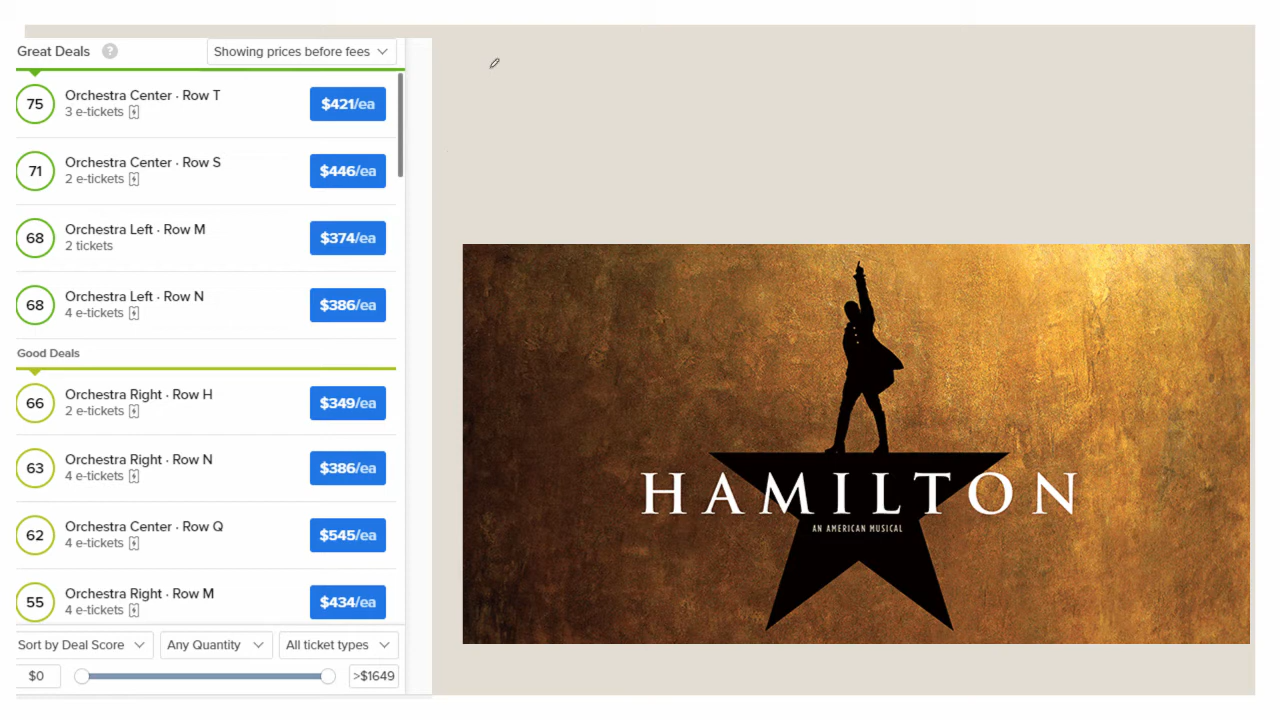 Great Deals ?
Showing prices before fees
75
Orchestra Center · Row T
3 e-tickets
$421/ea
71
Orchestra Center · Row S
2 e-tickets
$446/ea
68
Orchestra Left · Row M
2 tickets
$374/ea
68
Orchestra Left · Row N
4 e-tickets
$386/ea
Good Deals
66
Orchestra Right · Row H
2 e-tickets
$349/ea
63
Orchestra Right · Row N
4 e-tickets
$386/ea
62
Orchestra Center · Row Q
4 e-tickets
$545/ea
55
Orchestra Right · Row M
4 e-tickets
$434/ea
Sort by Deal Score
Any Quantity
All ticket types
$0
>$1649
HAMILTON
AN AMERICAN MUSICAL